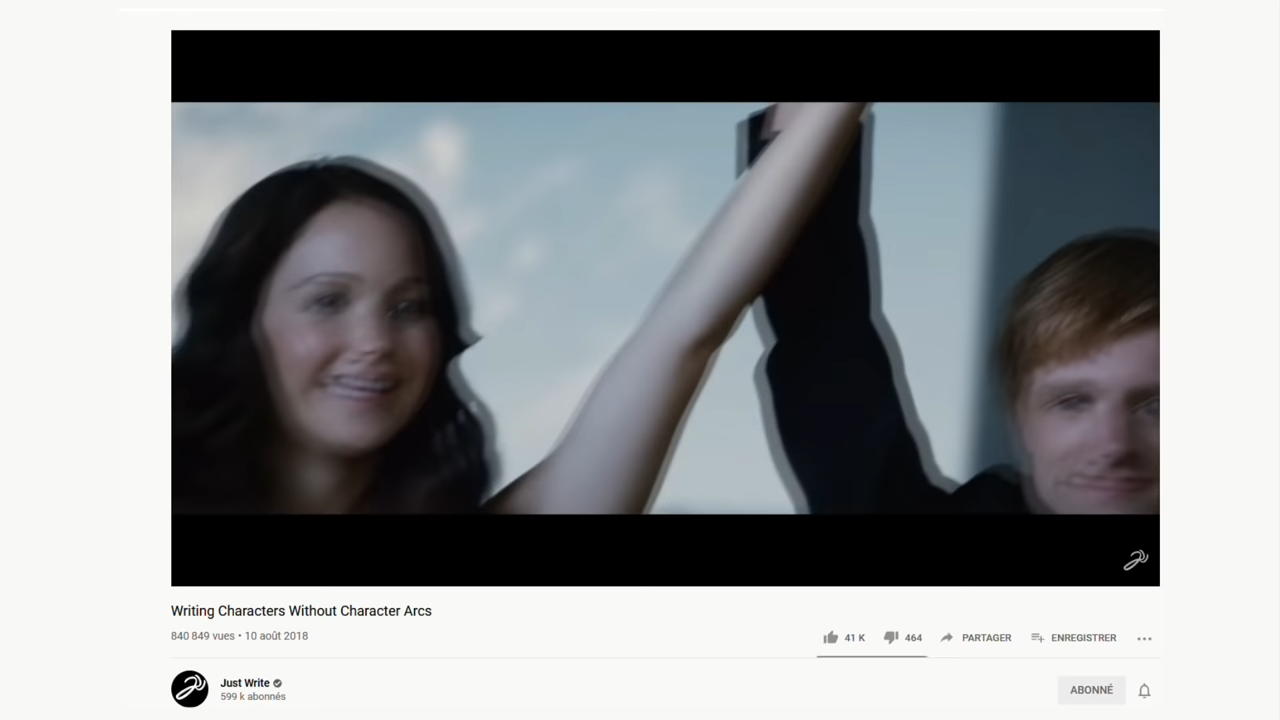 Writing Characters Without Character Arcs
840 849 vues • 10 août 2018
41 K
464
PARTAGER
ENREGISTRER
Just Write
599 k abonnés
ABONNÉ